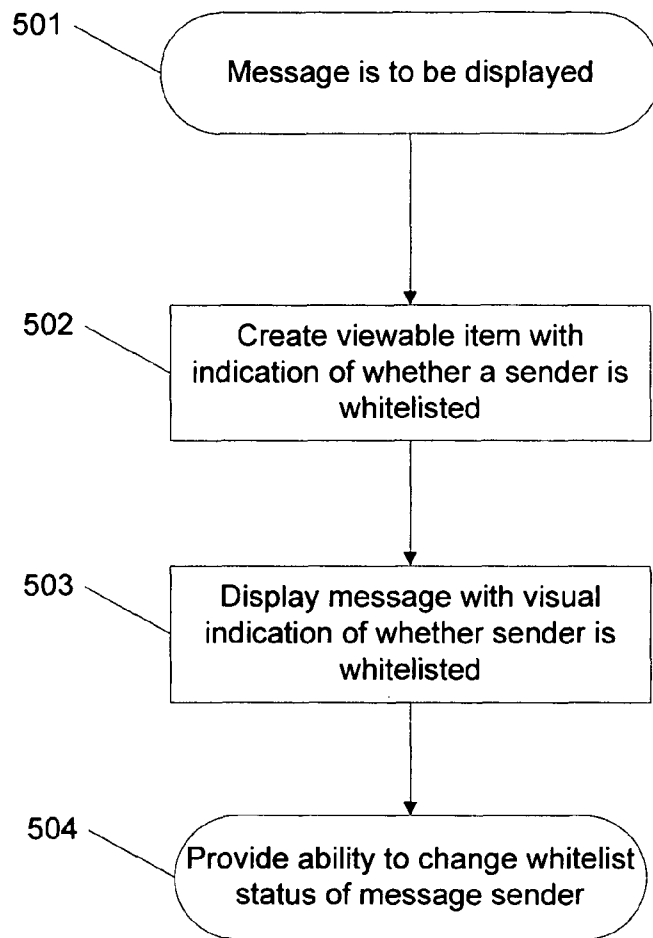 501
Message is to be displayed
502
Create viewable item with
indication of whether a sender is
whitelisted
503
Display message with visual
indication of whether sender is
whitelisted
504
Provide ability to change whitelist
status of message sender